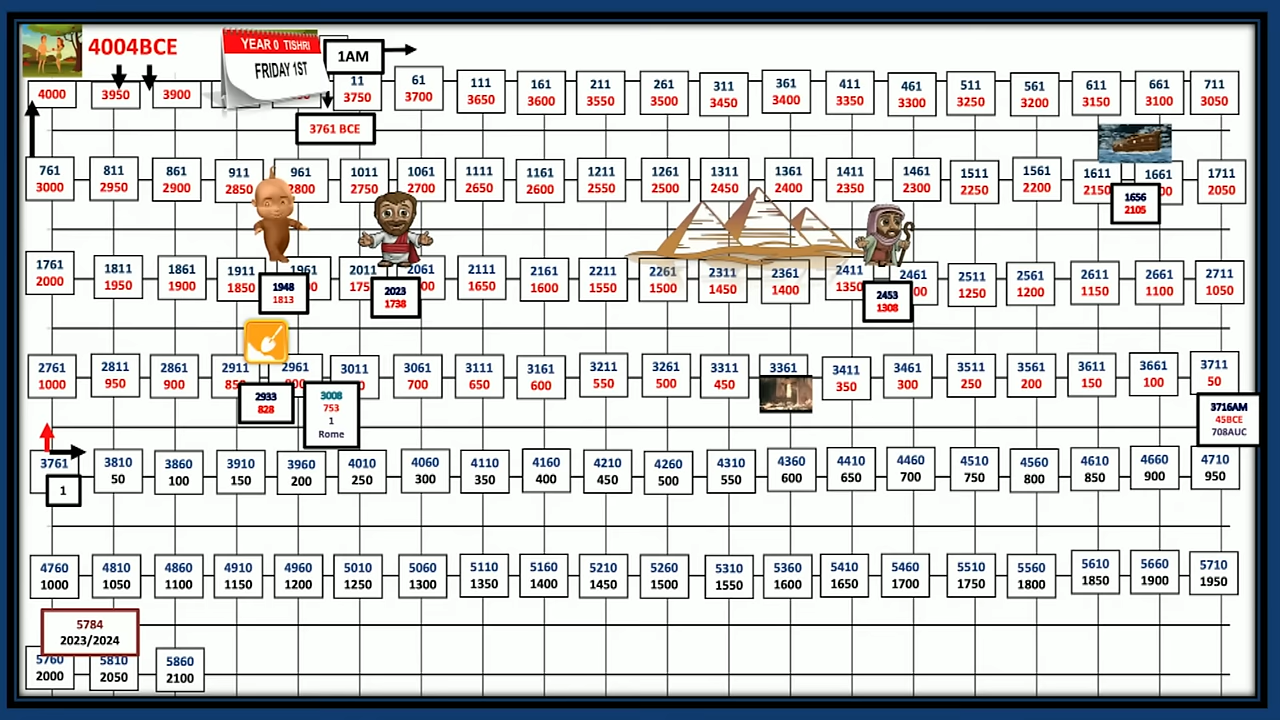 4004BCE
YEAR 0 TISHRI
FRIDAY 1ST
1AM
11 61 111 161 211 261 311 361 411 461 511 561 611 661 711
4000 3950 3900 3750 3700 3650 3600 3550 3500 3450 3400 3350 3300 3250 3200 3150 3100 3050
3761 BCE
761 811 861 911 961 1011 1061 1111 1161 1211 1261 1311 1361 1411 1461 1511 1561 1611 1661 1711
3000 2950 2900 2850 2800 2750 2700 2650 2600 2550 2500 2450 2400 2350 2300 2250 2200 2150 2050
1656
2105
1761 1811 1861 1911 1961 2011 2061 2111 2161 2211 2261 2311 2361 2411 2461 2511 2561 2611 2661 2711
2000 1950 1900 1850 1650 1600 1550 1500 1450 1400 1350 1250 1200 1150 1100 1050
1948
1813
2023
1738
2453
1308
2761 2811 2861 2911 2961 3011 3061 3111 3161 3211 3261 3311 3361 3411 3461 3511 3561 3611 3661 3711
1000 950 900 700 650 600 550 500 450 350 300 250 200 150 100 50
2933
828
3008
753
1
Rome
3716AM
45BCE
708AUC
3761 3810 3860 3910 3960 4010 4060 4110 4160 4210 4260 4310 4360 4410 4460 4510 4560 4610 4660 4710
1 50 100 150 200 250 300 350 400 450 500 550 600 650 700 750 800 850 900 950
4760 4810 4860 4910 4960 5010 5060 5110 5160 5210 5260 5310 5360 5410 5460 5510 5560 5610 5660 5710
1000 1050 1100 1150 1200 1250 1300 1350 1400 1450 1500 1550 1600 1650 1700 1750 1800 1850 1900 1950
5784
2023/2024
5760 5810 5860
2000 2050 2100